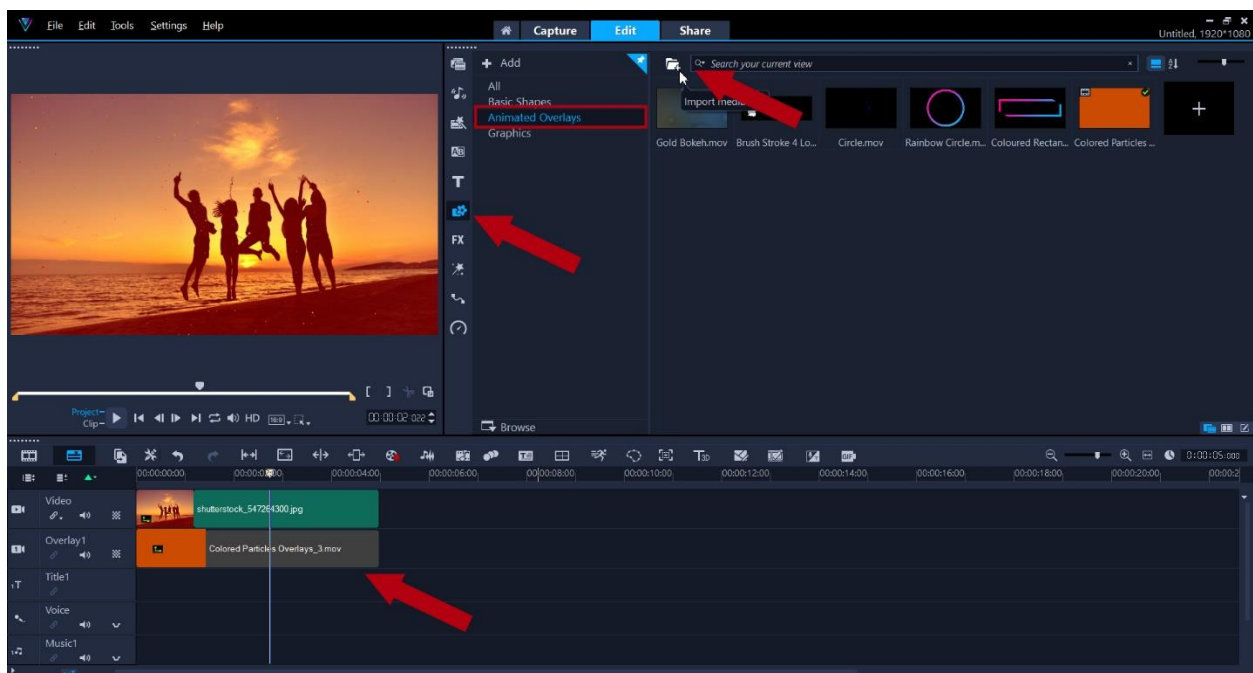 File Edit Tools Settings Help
Capture Edit Share
Untitled, 1920*1080
+ Add
Search your current view
All
Basic Shapes
Animated Overlays
Graphics
Import media
Gold Bokeh.mov Brush Stroke 4 Lo... Circle.mov Rainbow Circle.m... Coloured Rectan... Colored Particles ...
T
FX
Project
Clip
HD 16:9
00:00:02:022
Browse
00:00:00;00 00:00:04;00 00:00:06;00 00:00:08;00 00:00:10;00 00:00:12;00 00:00:14;00 00:00:16;00 00:00:18;00 00:00:20;00 00:00:2
0:00:05:000
Video
shutterstock_547264300.jpg
Overlay1
Colored Particles Overlays_3.mov
Title1
Voice
Music1